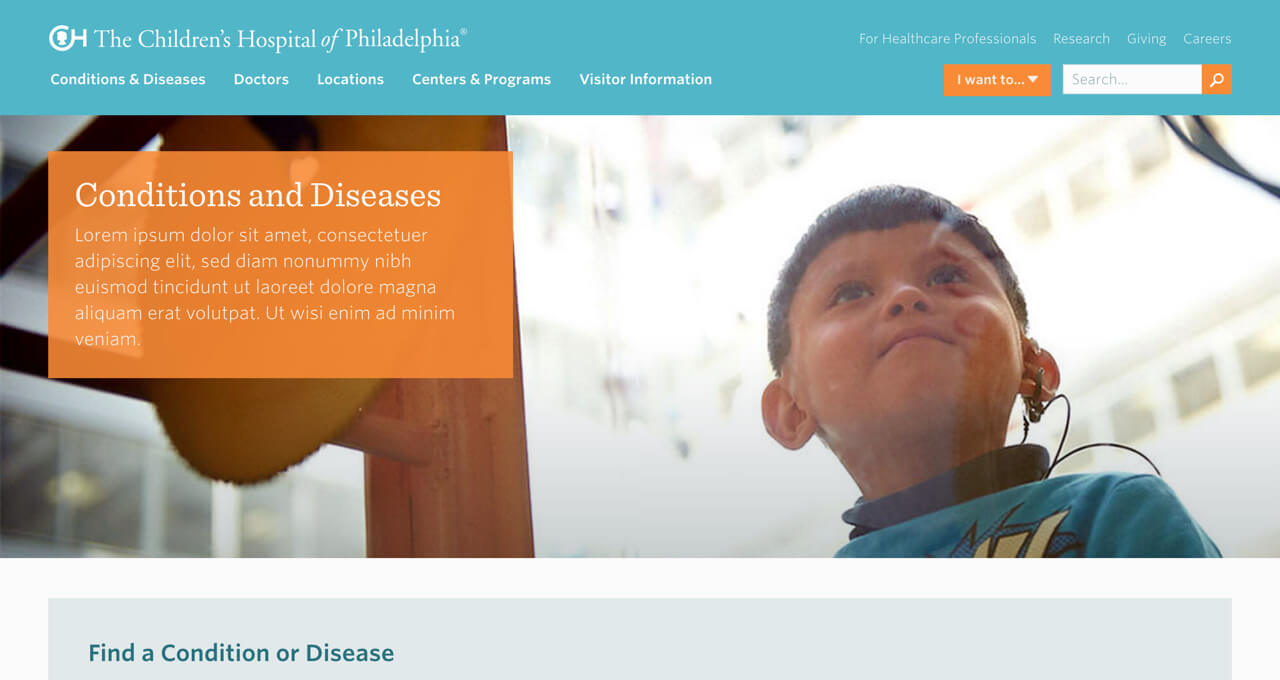 The Children's Hospital of Philadelphia®
For Healthcare Professionals Research Giving Careers
Conditions & Diseases Doctors Locations Centers & Programs Visitor Information
I want to... Search...
Conditions and Diseases
Lorem ipsum dolor sit amet, consectetuer
adipiscing elit, sed diam nonummy nibh
euismod tincidunt ut laoreet dolore magna
aliquam erat volutpat. Ut wisi enim ad minim
veniam.
Find a Condition or Disease